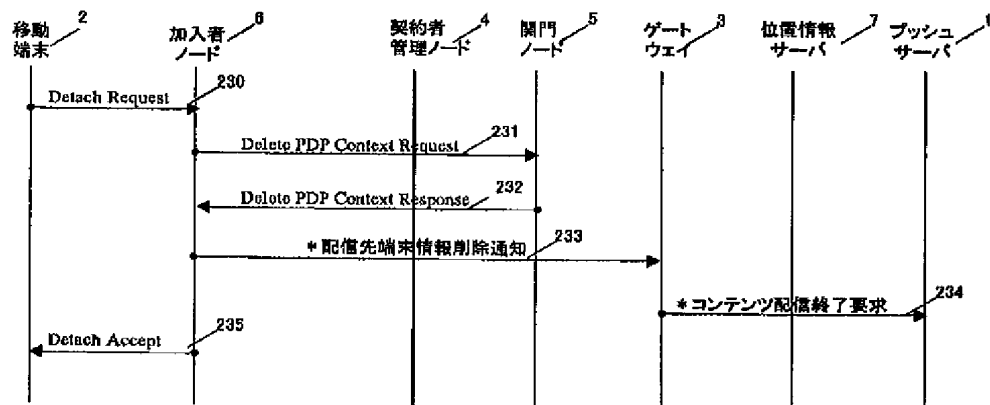 移動
端末
2
加入者
ノード
6
契約者
管理ノード
4
関門
ノード
5
ゲート
ウェイ
3
位置情報
サーバ
7
プッシュ
サーバ
Detach Request
230
Delete PDP Context Request
231
Delete PDP Context Response
232
*配信先端末情報削除通知
233
*コンテンツ配信終了要求
234
Detach Accept
235